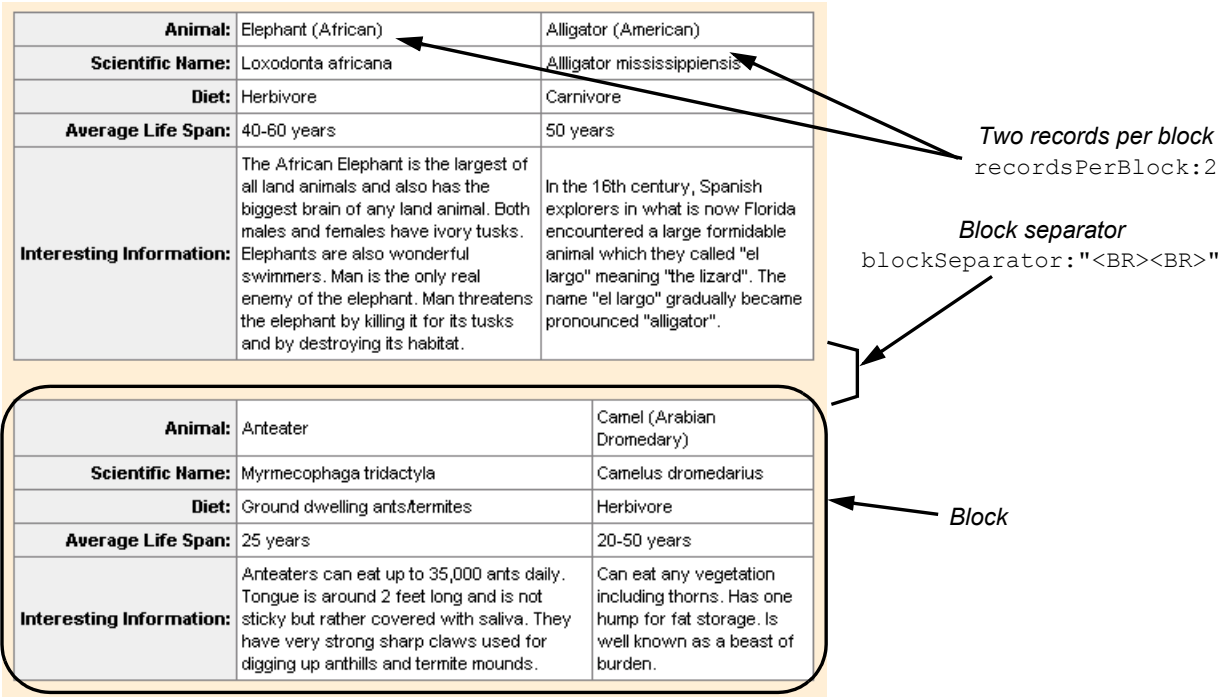 Animal: Elephant (African) Alligator (American)
Scientific Name: Loxodonta africana Allligator mississippiensis
Diet: Herbivore Carnivore
Average Life Span: 40-60 years 50 years
Interesting Information:
The African Elephant is the largest of
all land animals and also has the
biggest brain of any land animal. Both
males and females have ivory tusks.
Elephants are also wonderful
swimmers. Man is the only real
enemy of the elephant. Man threatens
the elephant by killing it for its tusks
and by destroying its habitat.
In the 16th century, Spanish
explorers in what is now Florida
encountered a large formidable
animal which they called "el
largo" meaning "the lizard". The
name "el largo" gradually became
pronounced "alligator".
Two records per block
recordsPerBlock:2
Block separator
blockSeparator:"<BR><BR>"
Animal: Anteater
Camel (Arabian
Dromedary)
Scientific Name: Myrmecophaga tridactyla Camelus dromedarius
Diet: Ground dwelling ants/termites Herbivore
Average Life Span: 25 years 20-50 years
Interesting Information:
Anteaters can eat up to 35,000 ants daily.
Tongue is around 2 feet long and is not
sticky but rather covered with saliva. They
have very strong sharp claws used for
digging up anthills and termite mounds.
Can eat any vegetation
including thorns. Has one
hump for fat storage. Is
well known as a beast of
burden.
Block